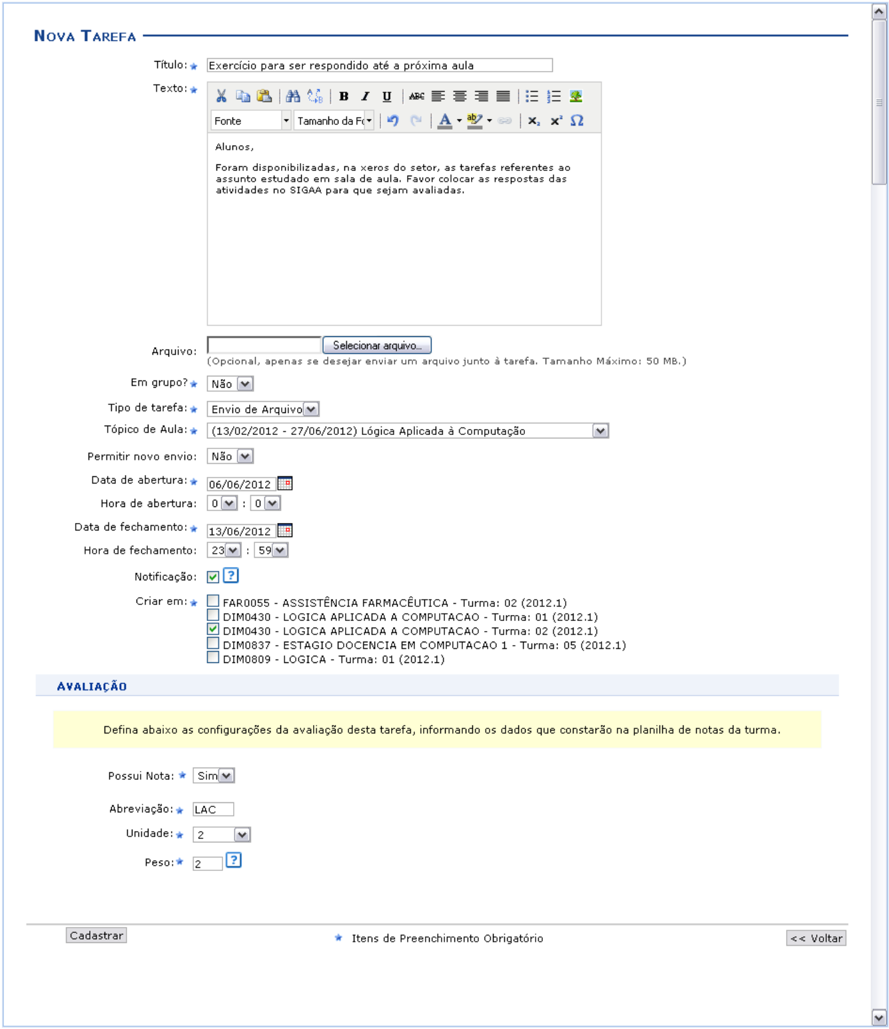 Nova Tarefa
Título: Exercício para ser respondido até a próxima aula
Texto:
B I U ABC
Fonte Tamanho da Fo A ab x₂ x² Ω
Alunos,
Foram disponibilizadas, na xeros do setor, as tarefas referentes ao
assunto estudado em sala de aula. Favor colocar as respostas das
atividades no SIGAA para que sejam avaliadas.
Arquivo: Selecionar arquivo...
(Opcional, apenas se desejar enviar um arquivo junto à tarefa. Tamanho Máximo: 50 MB.)
Em grupo? Não
Tipo de tarefa: Envio de Arquivo
Tópico de Aula: (13/02/2012 - 27/06/2012) Lógica Aplicada à Computação
Permitir novo envio: Não
Data de abertura: 06/06/2012
Hora de abertura: 0 : 0
Data de fechamento: 13/06/2012
Hora de fechamento: 23 : 59
Notificação: ?
Criar em: FAR0055 - ASSISTÊNCIA FARMACÊUTICA - Turma: 02 (2012.1)
DIM0430 - LOGICA APLICADA A COMPUTACAO - Turma: 01 (2012.1)
DIM0430 - LOGICA APLICADA A COMPUTACAO - Turma: 02 (2012.1)
DIM0837 - ESTAGIO DOCENCIA EM COMPUTACAO 1 - Turma: 05 (2012.1)
DIM0809 - LOGICA - Turma: 01 (2012.1)
Avaliação
Defina abaixo as configurações da avaliação desta tarefa, informando os dados que constarão na planilha de notas da turma.
Possui Nota: Sim
Abreviação: LAC
Unidade: 2
Peso: 2 ?
Cadastrar Itens de Preenchimento Obrigatório << Voltar